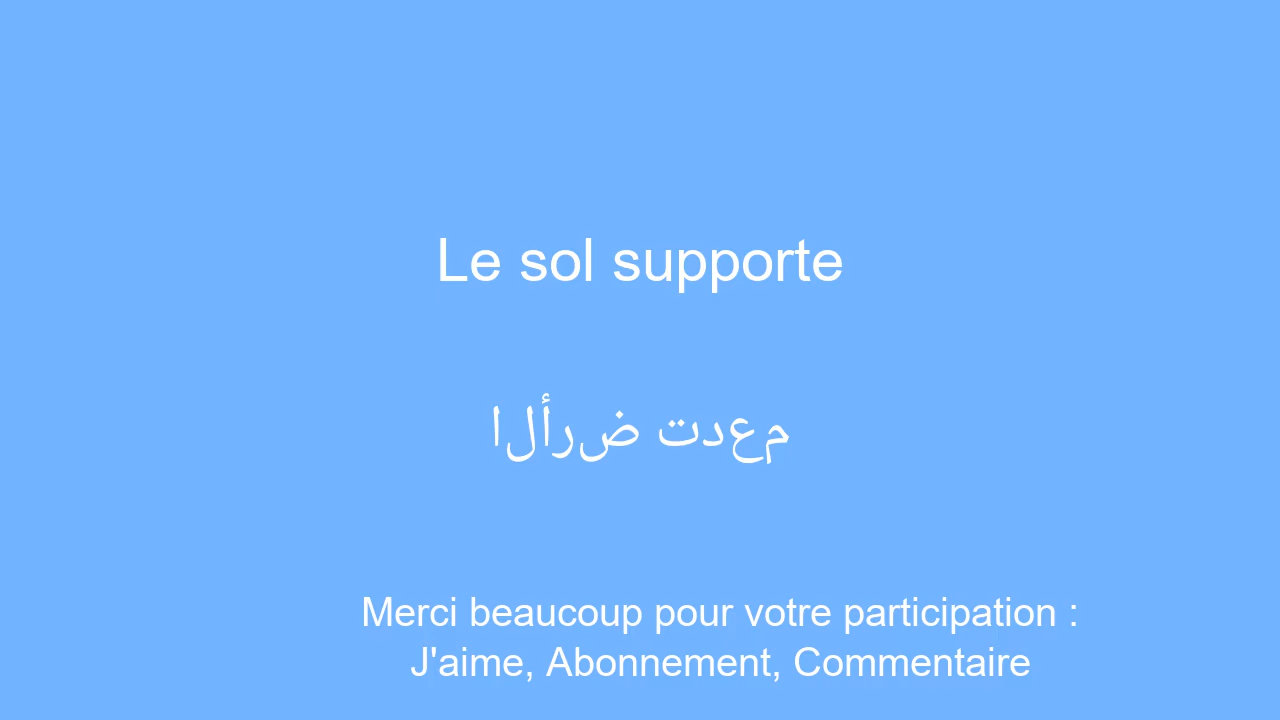 Le sol supporte
الأرض تدعم
Merci beaucoup pour votre participation :
J'aime, Abonnement, Commentaire